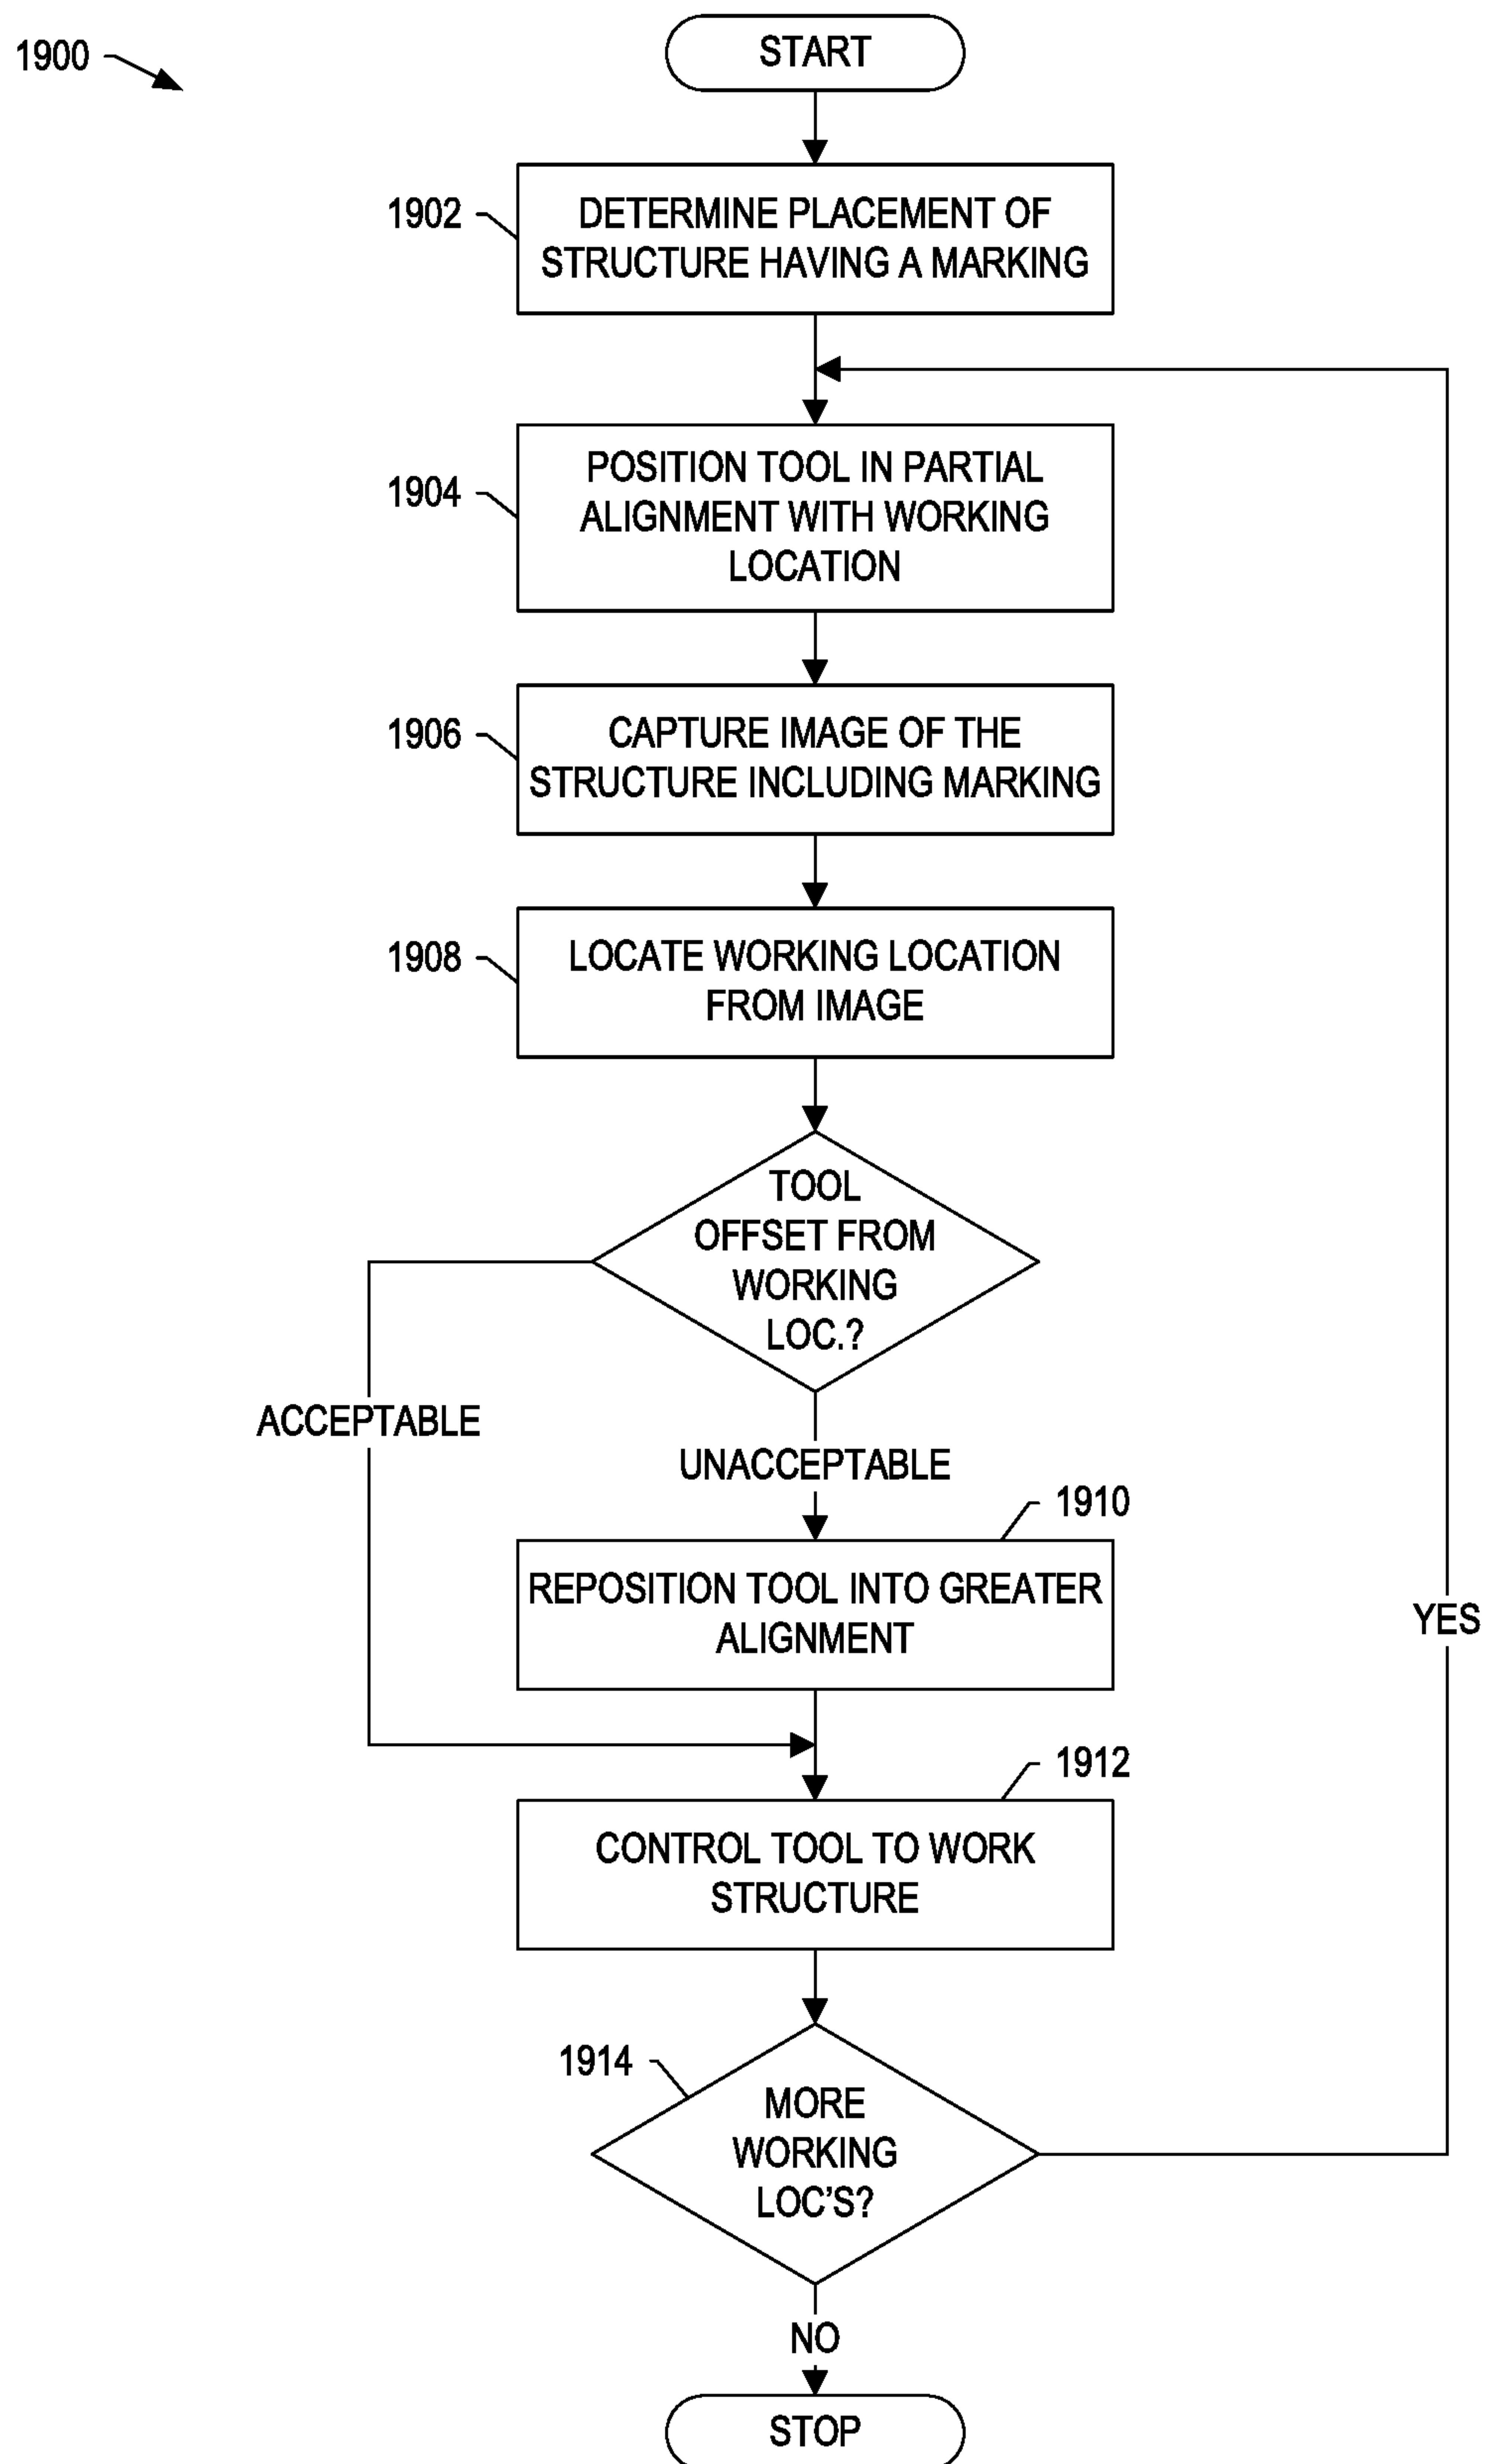 1900
START
1902
DETERMINE PLACEMENT OF
STRUCTURE HAVING A MARKING
1904
POSITION TOOL IN PARTIAL
ALIGNMENT WITH WORKING
LOCATION
1906
CAPTURE IMAGE OF THE
STRUCTURE INCLUDING MARKING
1908
LOCATE WORKING LOCATION
FROM IMAGE
TOOL
OFFSET FROM
WORKING
LOC.?
ACCEPTABLE
UNACCEPTABLE
1910
REPOSITION TOOL INTO GREATER
ALIGNMENT
YES
1912
CONTROL TOOL TO WORK
STRUCTURE
1914
MORE
WORKING
LOC'S?
NO
STOP